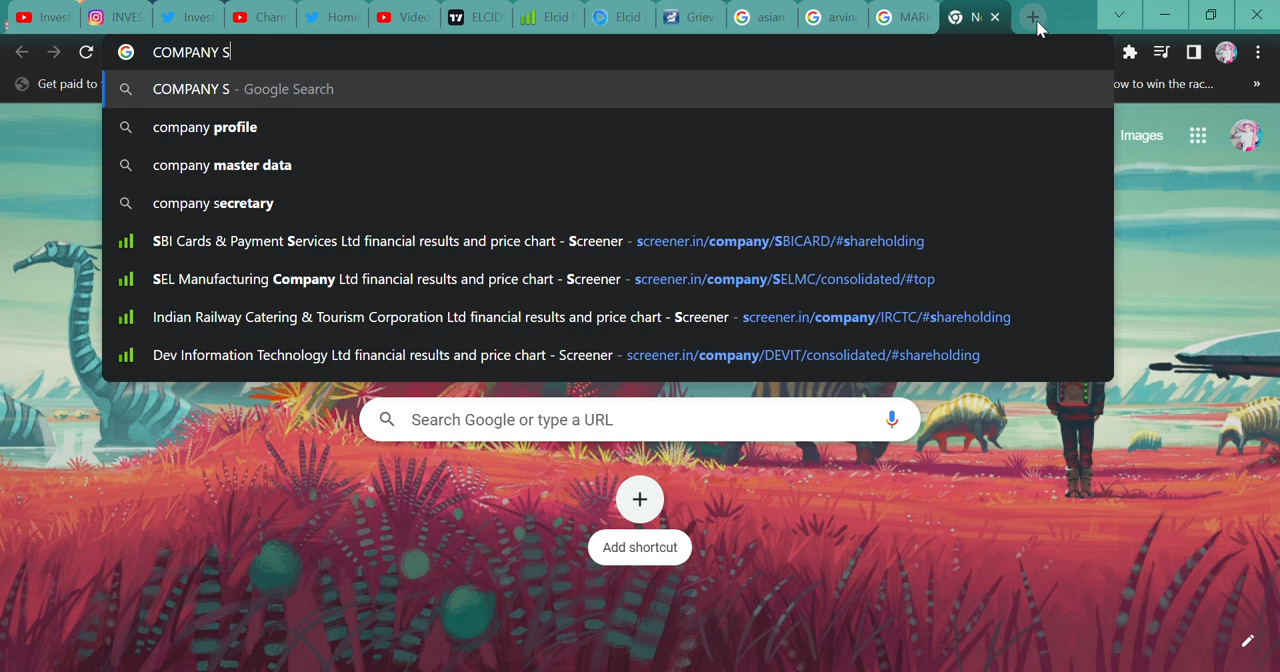 Invest INVES Invest Chann Home Video ELCID Elcid Elcid Grieva asian arvind MARK
COMPANY S
Get paid to
ow to win the rac... »
COMPANY S - Google Search
company profile
company master data
company secretary
SBI Cards & Payment Services Ltd financial results and price chart - Screener - screener.in/company/SBICARD/#shareholding
SEL Manufacturing Company Ltd financial results and price chart - Screener - screener.in/company/SELMC/consolidated/#top
Indian Railway Catering & Tourism Corporation Ltd financial results and price chart - Screener - screener.in/company/IRCTC/#shareholding
Dev Information Technology Ltd financial results and price chart - Screener - screener.in/company/DEVIT/consolidated/#shareholding
Images
Search Google or type a URL
Add shortcut